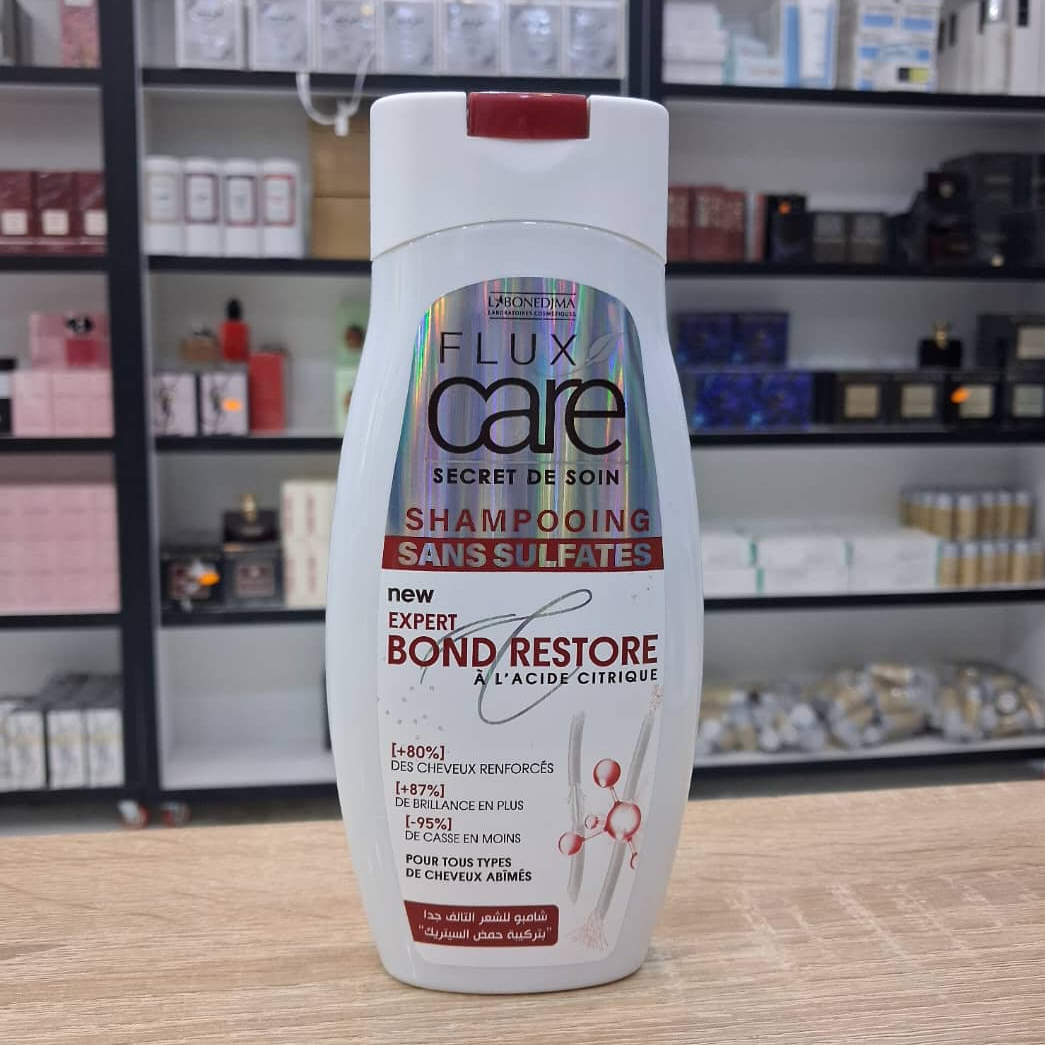 LABONEDJMA
LABORATOIRES COSMÉTIQUES
FLUX
care
SECRET DE SOIN
SHAMPOOING
SANS SULFATES
new
EXPERT
BOND RESTORE
À L'ACIDE CITRIQUE
[+80%]
DES CHEVEUX RENFORCÉS
[+87%]
DE BRILLANCE EN PLUS
[-95%]
DE CASSE EN MOINS
POUR TOUS TYPES
DE CHEVEUX ABÎMÉS
شامبو للشعر التالف جدا
"بتركيبة حمض السيتريك"